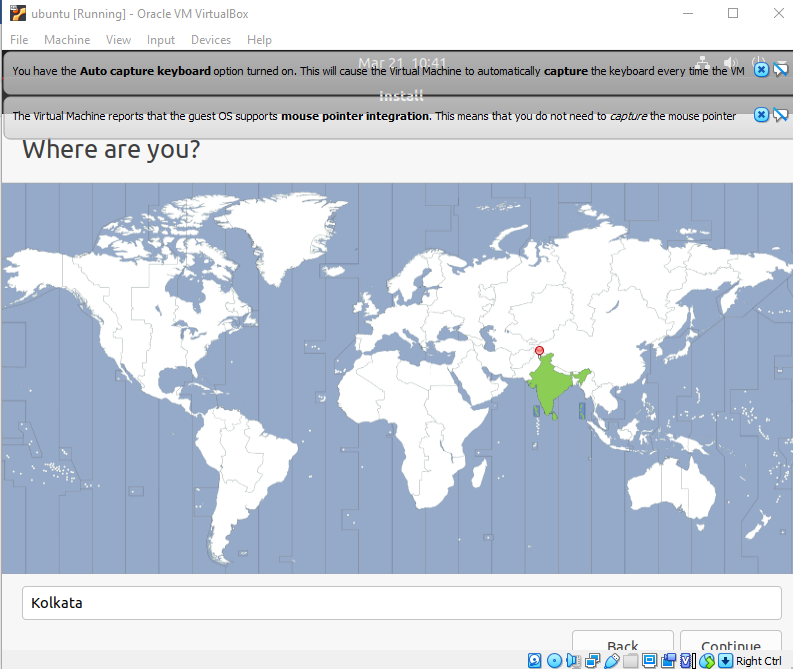 ubuntu [Running] - Oracle VM VirtualBox
File Machine View Input Devices Help
Mar 21 10:41
You have the Auto capture keyboard option turned on. This will cause the Virtual Machine to automatically capture the keyboard every time the VM
Install
The Virtual Machine reports that the guest OS supports mouse pointer integration. This means that you do not need to capture the mouse pointer
Where are you?
Kolkata
Back Continue
Right Ctrl